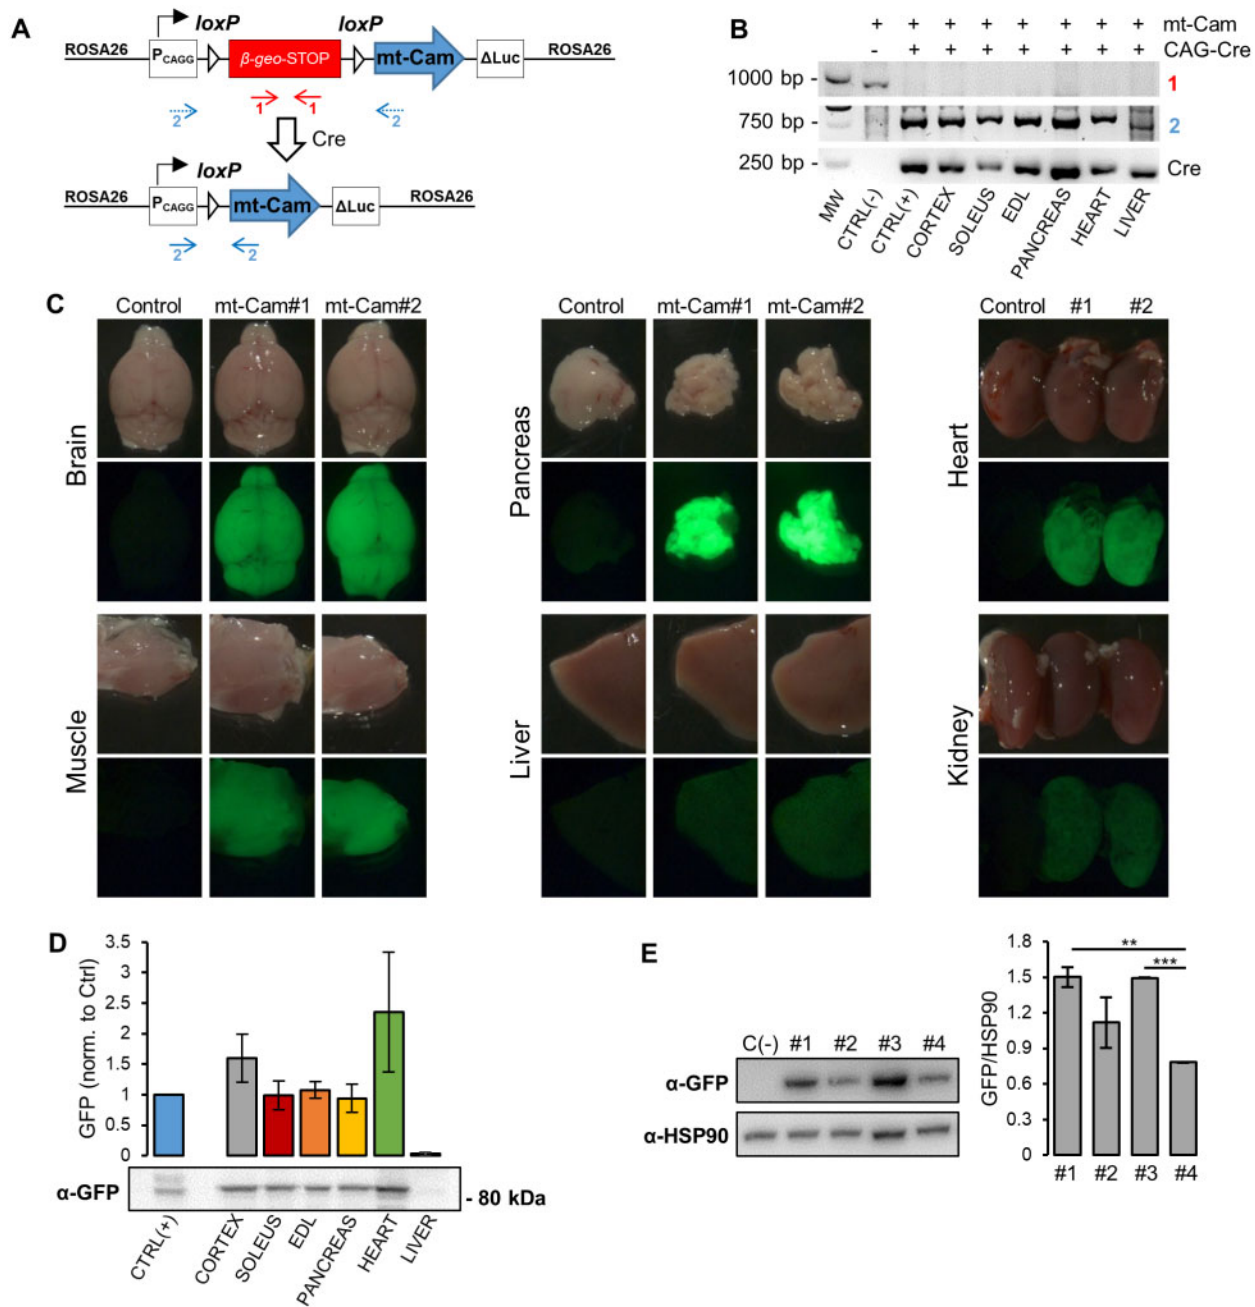 A
loxP
loxP
ROSA26
PCAGG
β-geo-STOP
mt-Cam
ΔLuc
ROSA26
2
1
1
2
Cre
loxP
ROSA26
PCAGG
mt-Cam
ΔLuc
ROSA26
2
2
B
+ + + + + + + + mt-Cam
- + + + + + + + CAG-Cre
1000 bp - 1
750 bp - 2
250 bp - Cre
MW
CTRL(-)
CTRL(+)
CORTEX
SOLEUS
EDL
PANCREAS
HEART
LIVER
C
Control mt-Cam#1 mt-Cam#2
Brain
Muscle
Control mt-Cam#1 mt-Cam#2
Pancreas
Liver
Control #1 #2
Heart
Kidney
D
GFP (norm. to Ctrl)
3.5
3
2.5
2
1.5
1
0.5
0
α-GFP
- 80 kDa
CTRL(+)
CORTEX
SOLEUS
EDL
PANCREAS
HEART
LIVER
E
C(-) #1 #2 #3 #4
α-GFP
α-HSP90
GFP/HSP90
1.8
1.5
1.2
0.9
0.6
0.3
0
**
***
#1 #2 #3 #4